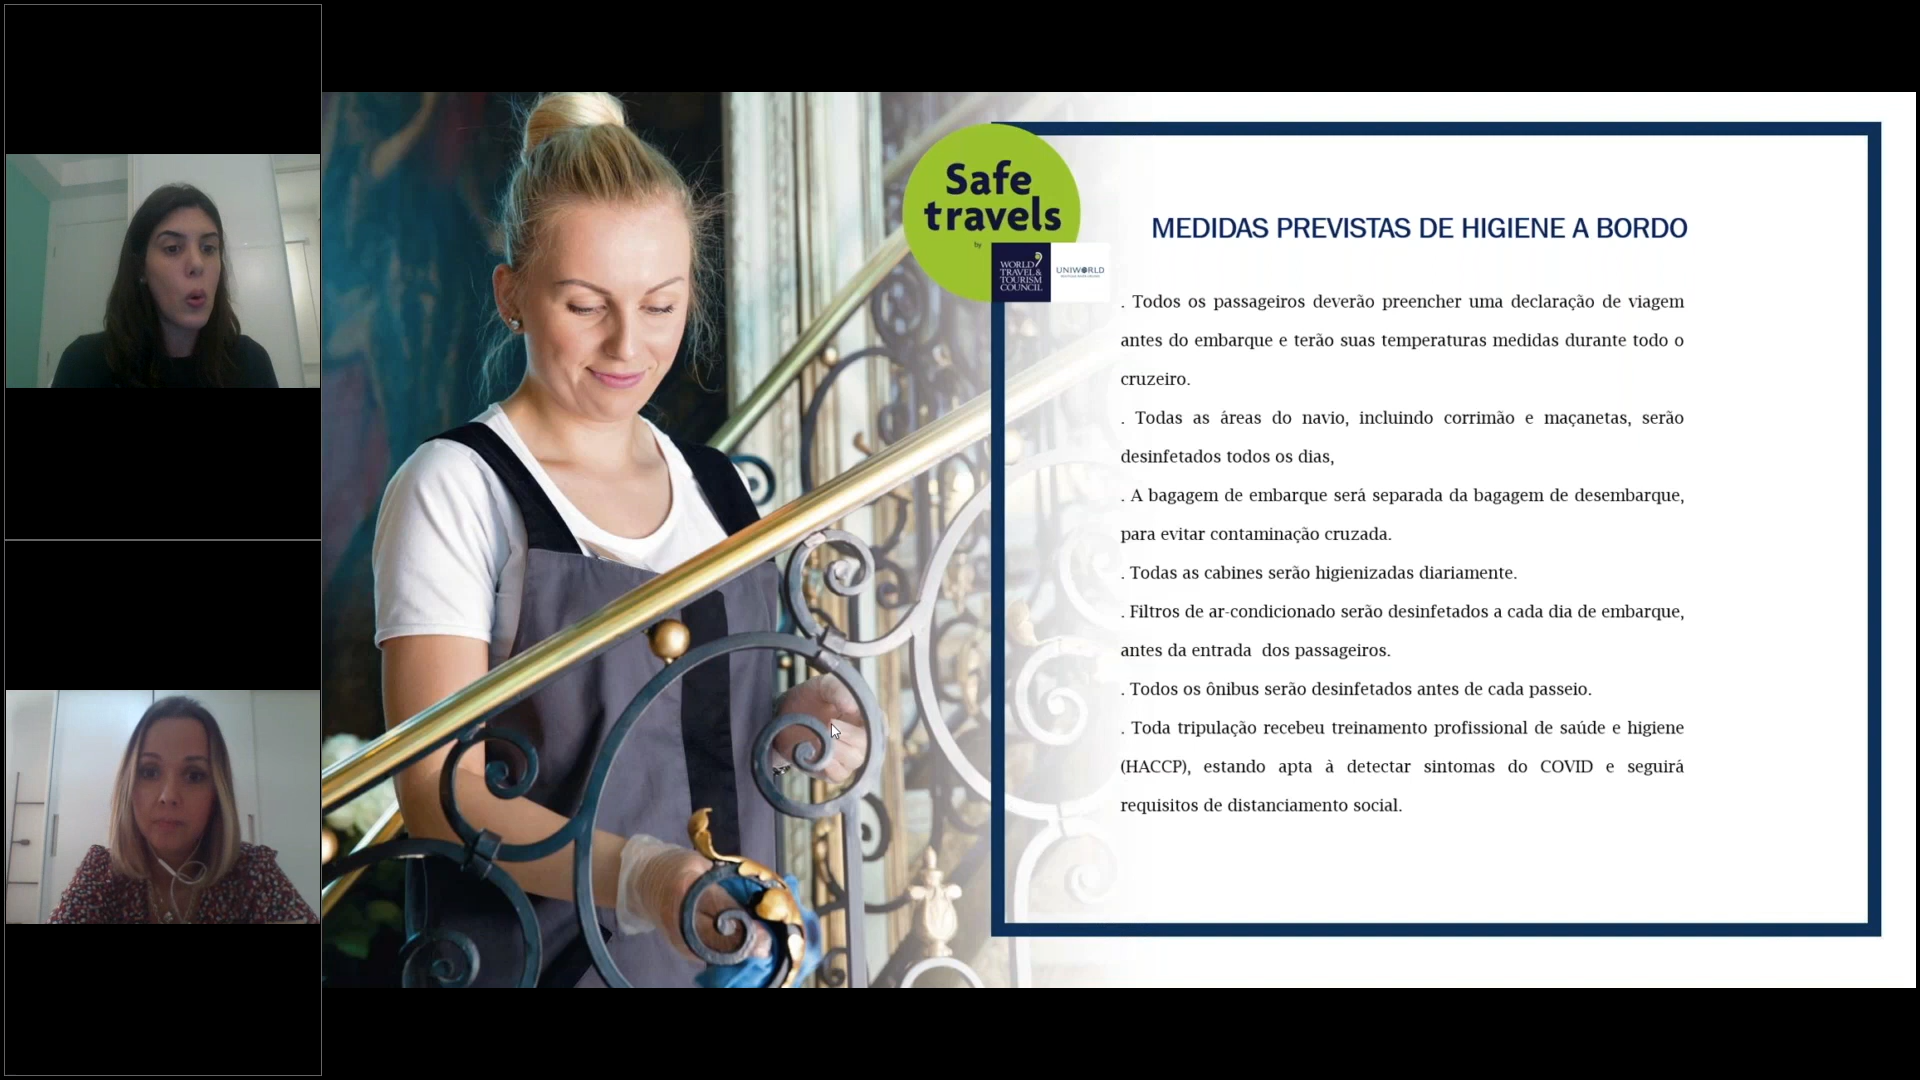 Safe
travels
by
WORLD
TRAVEL &
TOURISM
COUNCIL
UNIWORLD
MEDIDAS PREVISTAS DE HIGIENE A BORDO
. Todos os passageiros deverão preencher uma declaração de viagem
antes do embarque e terão suas temperaturas medidas durante todo o
cruzeiro.
. Todas as áreas do navio, incluindo corrimão e maçanetas, serão
desinfetados todos os dias,
. A bagagem de embarque será separada da bagagem de desembarque,
para evitar contaminação cruzada.
. Todas as cabines serão higienizadas diariamente.
. Filtros de ar-condicionado serão desinfetados a cada dia de embarque,
antes da entrada  dos passageiros.
. Todos os ônibus serão desinfetados antes de cada passeio.
. Toda tripulação recebeu treinamento profissional de saúde e higiene
(HACCP), estando apta à detectar sintomas do COVID e seguirá
requisitos de distanciamento social.